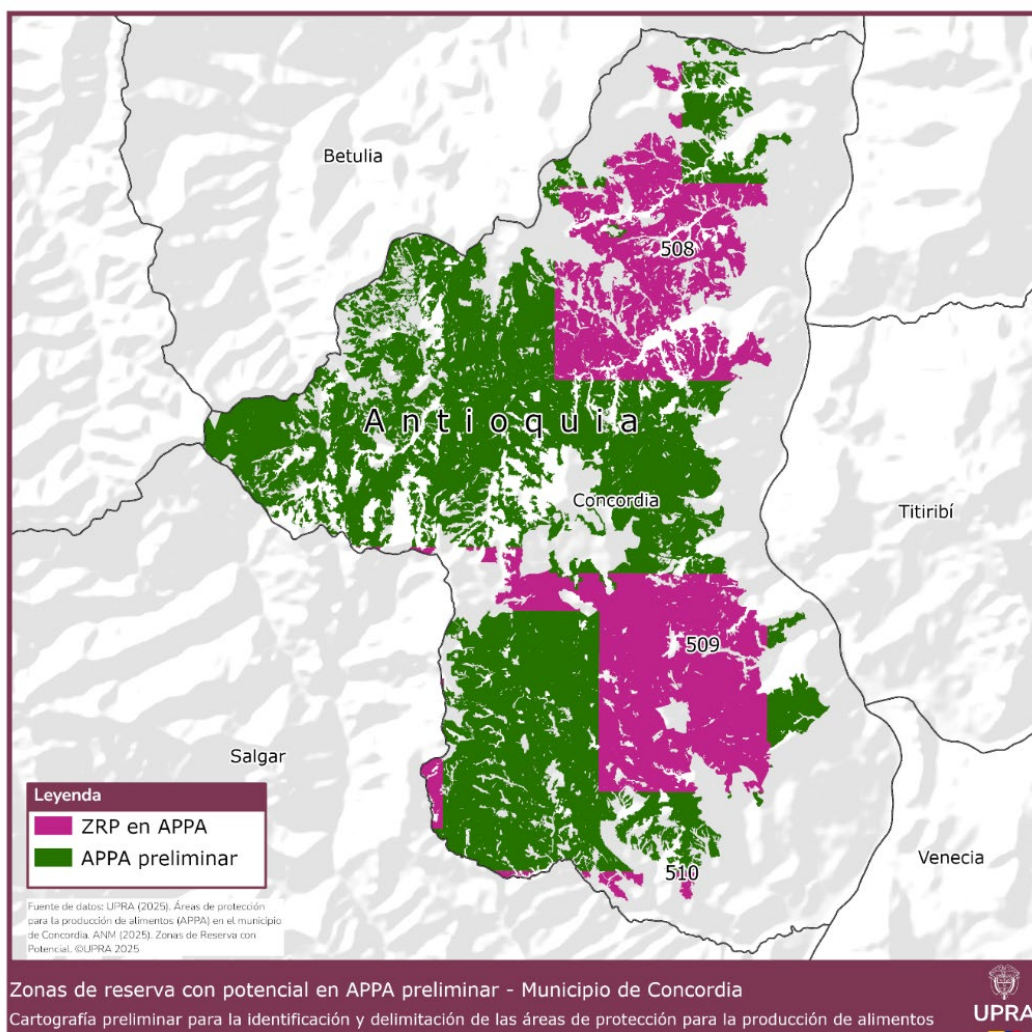 Betulia
508
Antioquia
Concordia
Titiribí
509
Salgar
Leyenda
ZRP en APPA
APPA preliminar
Venecia
510
Fuente de datos: UPRA (2025). Áreas de protección
para la producción de alimentos (APPA) en el municipio
de Concordia. ANM (2025). Zonas de Reserva con
Potencial. ©UPRA 2025
Zonas de reserva con potencial en APPA preliminar - Municipio de Concordia
Cartografía preliminar para la identificación y delimitación de las áreas de protección para la producción de alimentos
UPRA